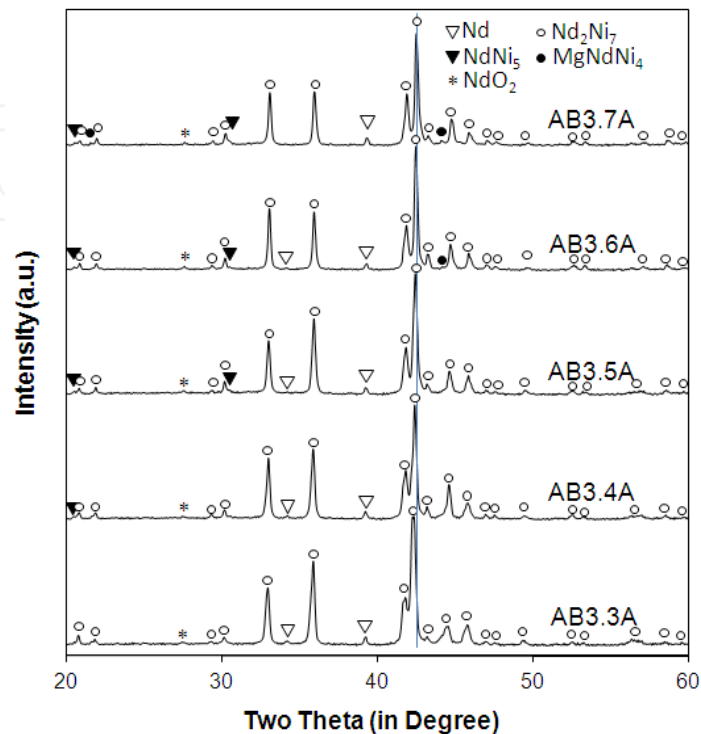 ▽ Nd ○ Nd₂Ni₇
▼ NdNi₅ ● MgNdNi₄
* NdO₂
AB3.7A
AB3.6A
AB3.5A
AB3.4A
AB3.3A
Intensity (a.u.)
20 30 40 50 60
Two Theta (in Degree)